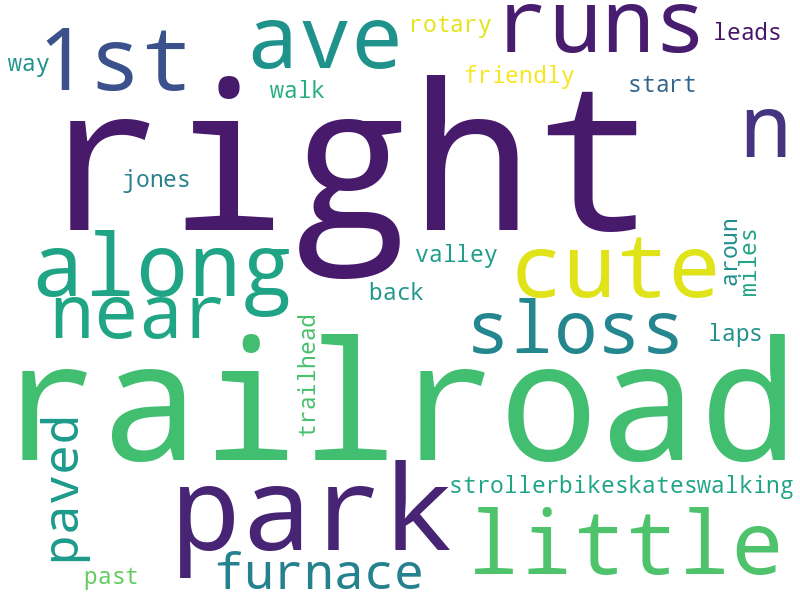 runs
rotary
leads
ave
1st
way
friendly
start
walk
n
right
jones
along
valley
cute
aroun
miles
back
near
sloss
laps
trailhead
railroad
paved
park
strollerbikeskateswalking
little
furnace
past